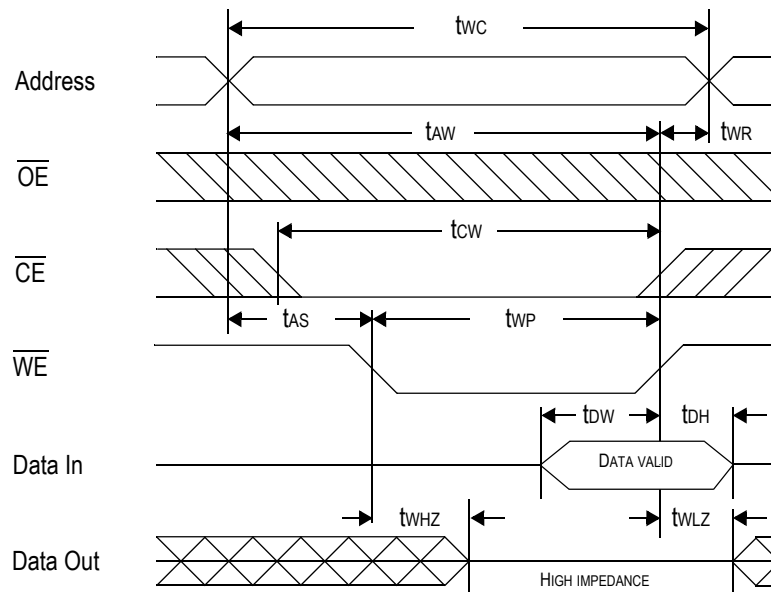 tWC
Address
tAW
tWR
OE
tCW
CE
tAS
tWP
WE
tDW
tDH
Data In
DATA VALID
tWHZ
tWLZ
Data Out
HIGH IMPEDANCE